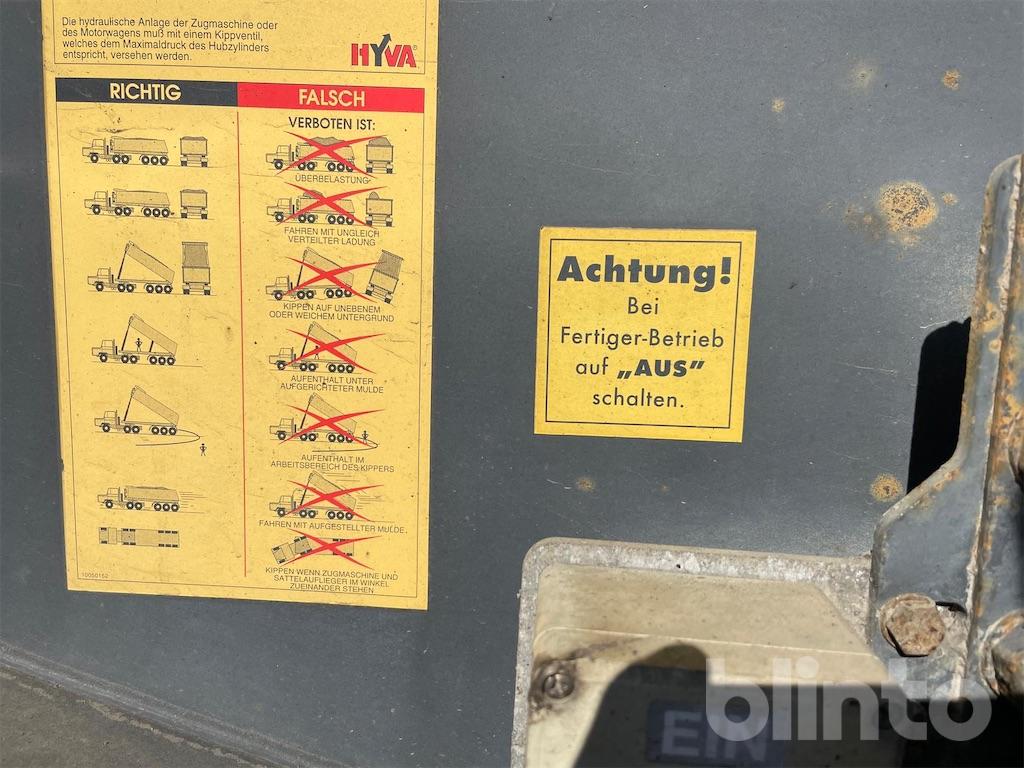 Die hydraulische Anlage der Zugmaschine oder
des Motorwagens muß mit einem Kippventil,
welches dem Maximaldruck des Hubzylinders
entspricht, versehen werden.
HYVA
RICHTIG
FALSCH
VERBOTEN IST:
ÜBERBELASTUNG
FAHREN MIT UNGLEICH
VERTEILTER LADUNG
KIPPEN AUF UNEBENEM
ODER WEICHEM UNTERGRUND
AUFENTHALT UNTER
AUFGERICHTETER MULDE
AUFENTHALT IM
ARBEITSBEREICH DES KIPPERS
FAHREN MIT AUFGESTELLTER MULDE
KIPPEN WENN ZUGMASCHINE UND
SATTELAUFLIEGER IM WINKEL
ZUEINANDER STEHEN
10050152
Achtung!
Bei
Fertiger-Betrieb
auf „AUS”
schalten.
EIN
blinto